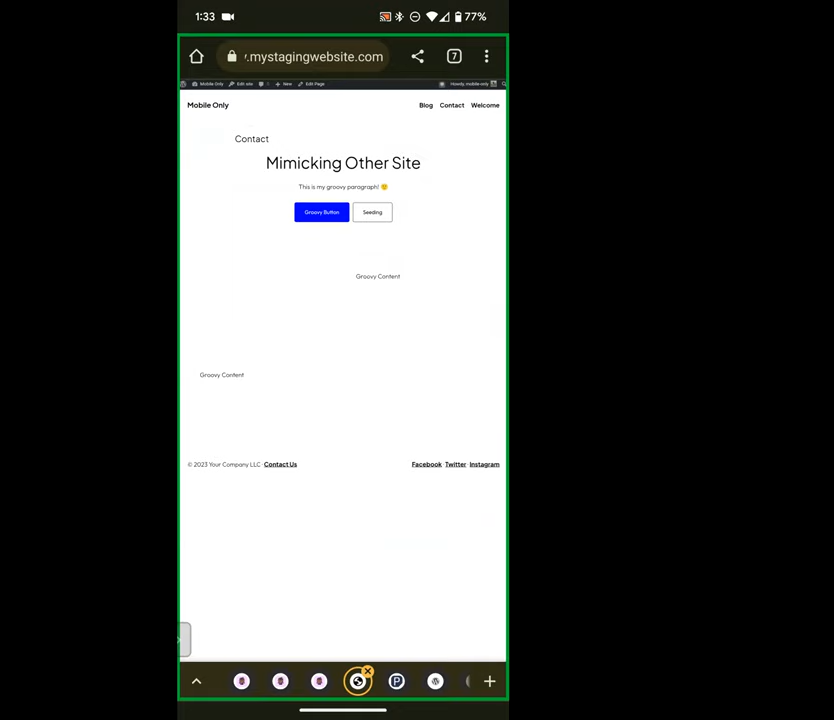 1:33 77%
y.mystagingwebsite.com 7
Mobile Only Edit site 0 New Edit Page Howdy, mobile-only
Mobile Only Blog Contact Welcome
Contact
Mimicking Other Site
This is my groovy paragraph! 🙂
Groovy Button Seeding
Groovy Content
Groovy Content
© 2023 Your Company LLC · Contact Us Facebook · Twitter · Instagram